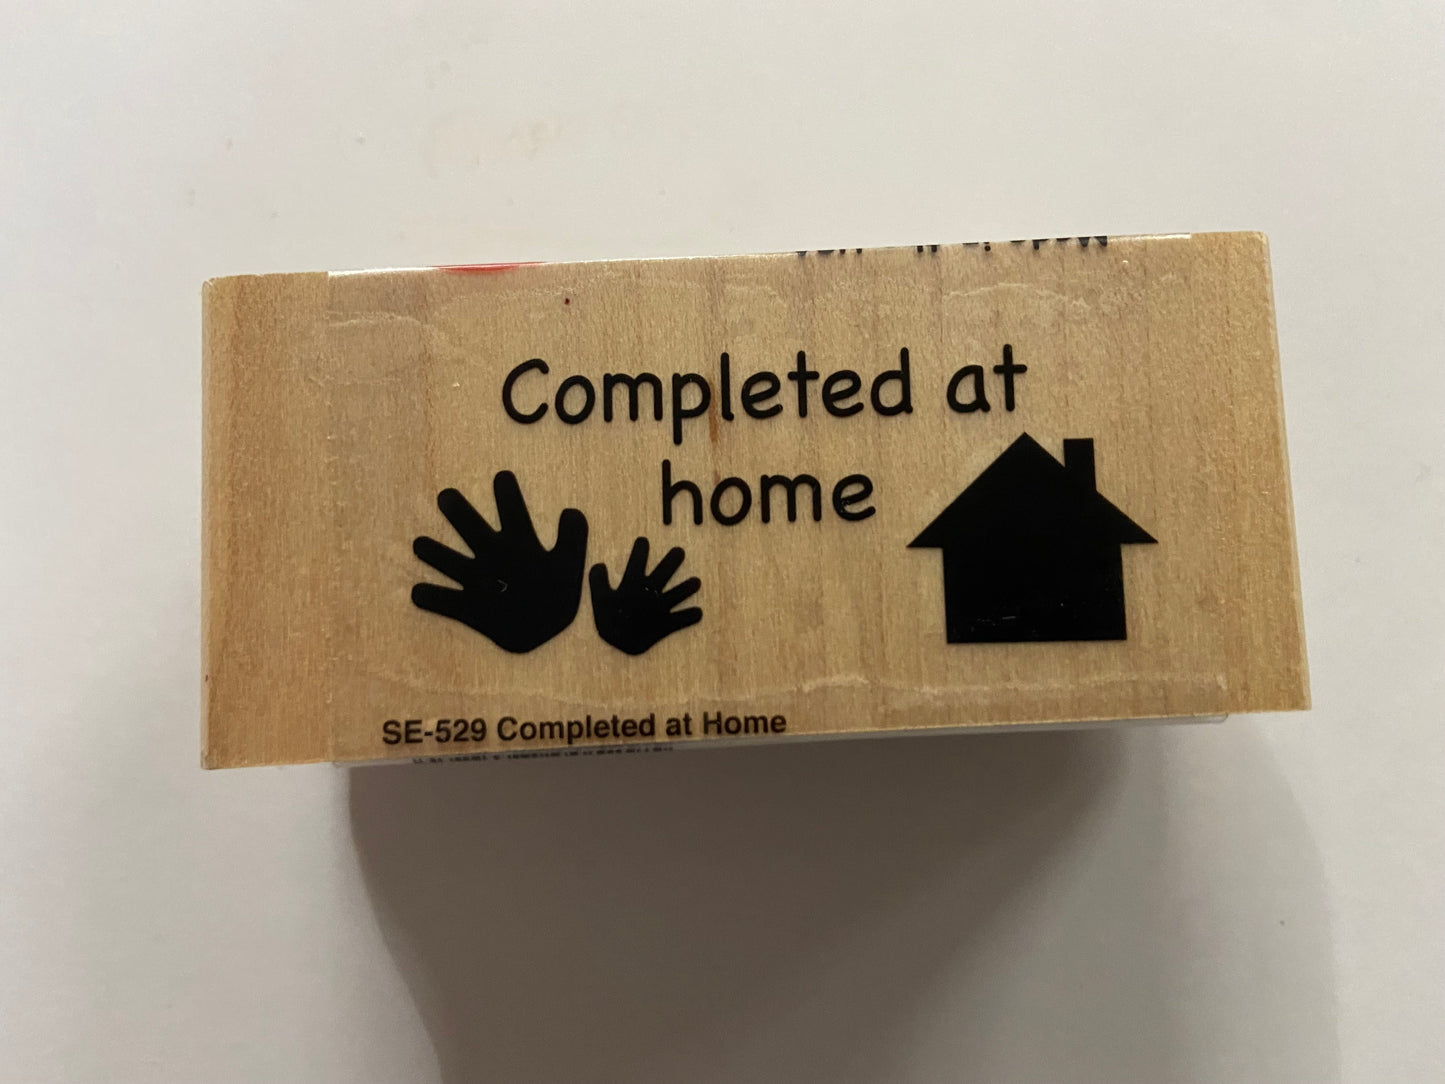 Completed at
home
SE-529 Completed at Home